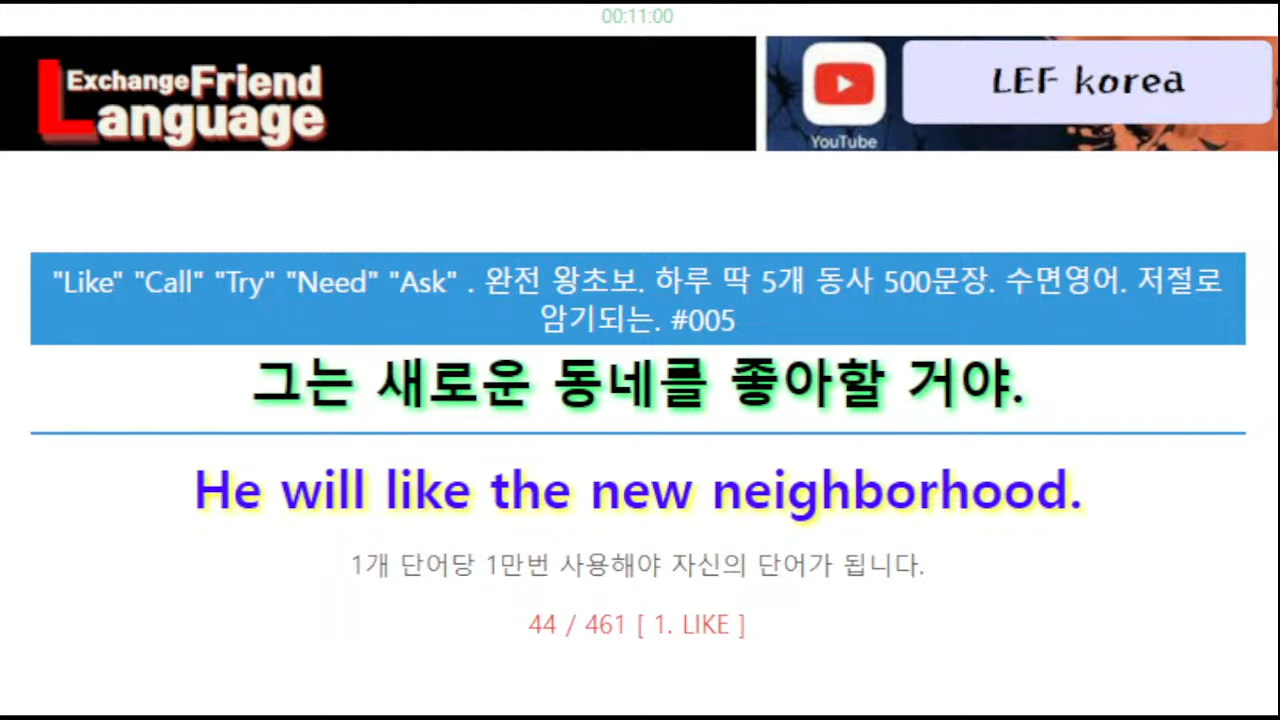 00:11:00
ExchangeFriend
Language
YouTube
LEF korea
"Like" "Call" "Try" "Need" "Ask" . 완전 왕초보. 하루 딱 5개 동사 500문장. 수면영어. 저절로
암기되는. #005
그는 새로운 동네를 좋아할 거야.
He will like the new neighborhood.
1개 단어당 1만번 사용해야 자신의 단어가 됩니다.
44 / 461 [ 1. LIKE ]